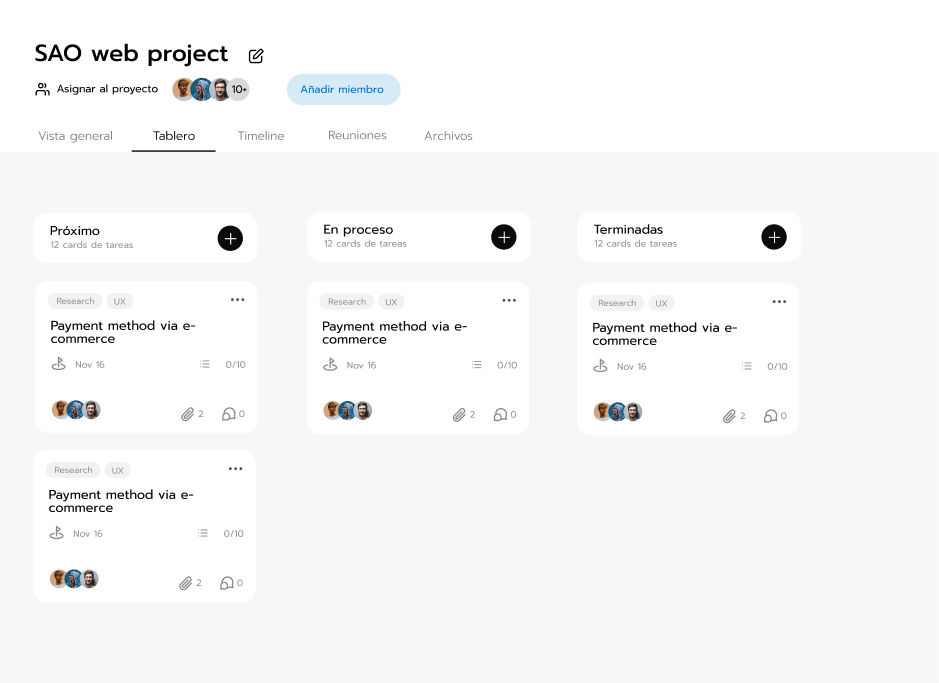 SAO web project
Asignar al proyecto
10+
Añadir miembro
Vista general
Tablero
Timeline
Reuniones
Archivos
Próximo
12 cards de tareas
En proceso
12 cards de tareas
Terminadas
12 cards de tareas
Research
UX
Payment method via e-
commerce
Nov 16
0/10
2
0
Research
UX
Payment method via e-
commerce
Nov 16
0/10
2
0
Research
UX
Payment method via e-
commerce
Nov 16
0/10
2
0
Research
UX
Payment method via e-
commerce
Nov 16
0/10
2
0